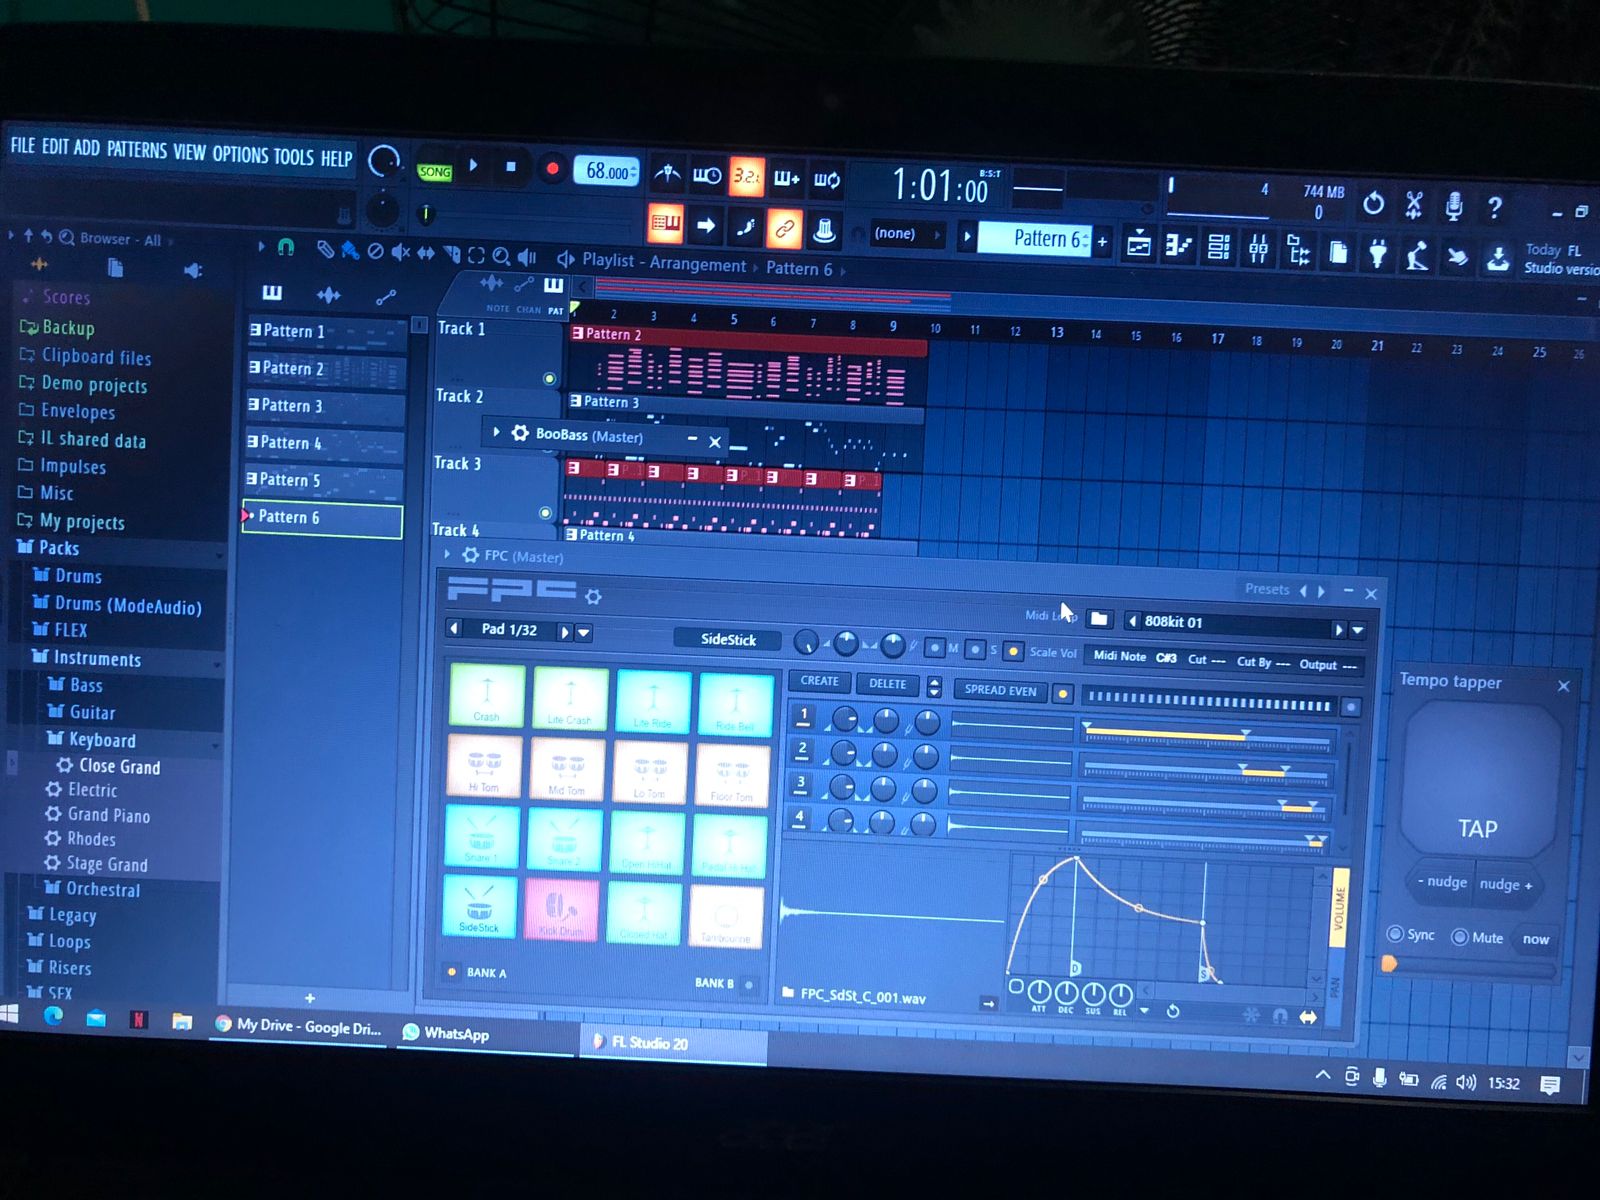 FILE EDIT ADD PATTERNS VIEW OPTIONS TOOLS HELP
SONG
68.000
3.2.1
1:01:00
B:S:T
4
744 MB
0
(none)
Pattern 6
+
Today FL
Studio versio
Browser - All
Playlist - Arrangement › Pattern 6 ›
NOTE CHAN PAT
2 3 4 5 6 7 8 9 10 11 12 13 14 15 16 17 18 19 20 21 22 23 24 25 26
Scores
Backup
Clipboard files
Demo projects
Envelopes
IL shared data
Impulses
Misc
My projects
Packs
Drums
Drums (ModeAudio)
FLEX
Instruments
Bass
Guitar
Keyboard
Close Grand
Electric
Grand Piano
Rhodes
Stage Grand
Orchestral
Legacy
Loops
Risers
SFX
Pattern 1
Pattern 2
Pattern 3
Pattern 4
Pattern 5
Pattern 6
+
Track 1
Pattern 2
Track 2
Pattern 3
BooBass (Master)
Track 3
Track 4
Pattern 4
FPC (Master)
Presets
FPC
Midi
808kit 01
Pad 1/32
SideStick
M
S
Scale Vol
Midi Note C#3 Cut --- Cut By --- Output ---
Crash
Lite Crash
Lite Ride
Ride Bell
Hi Tom
Mid Tom
Lo Tom
Floor Tom
Snare 1
Snare 2
Open HiHat
SideStick
Kick Drum
Closed Hat
Tambourine
BANK A
BANK B
CREATE
DELETE
SPREAD EVEN
1
2
3
4
FPC_SdSt_C_001.wav
D
S
ATT DEC SUS REL
VOLUME
PAN
Tempo tapper
TAP
- nudge
nudge +
Sync
Mute
now
My Drive - Google Dri...
WhatsApp
FL Studio 20
15:32
acer